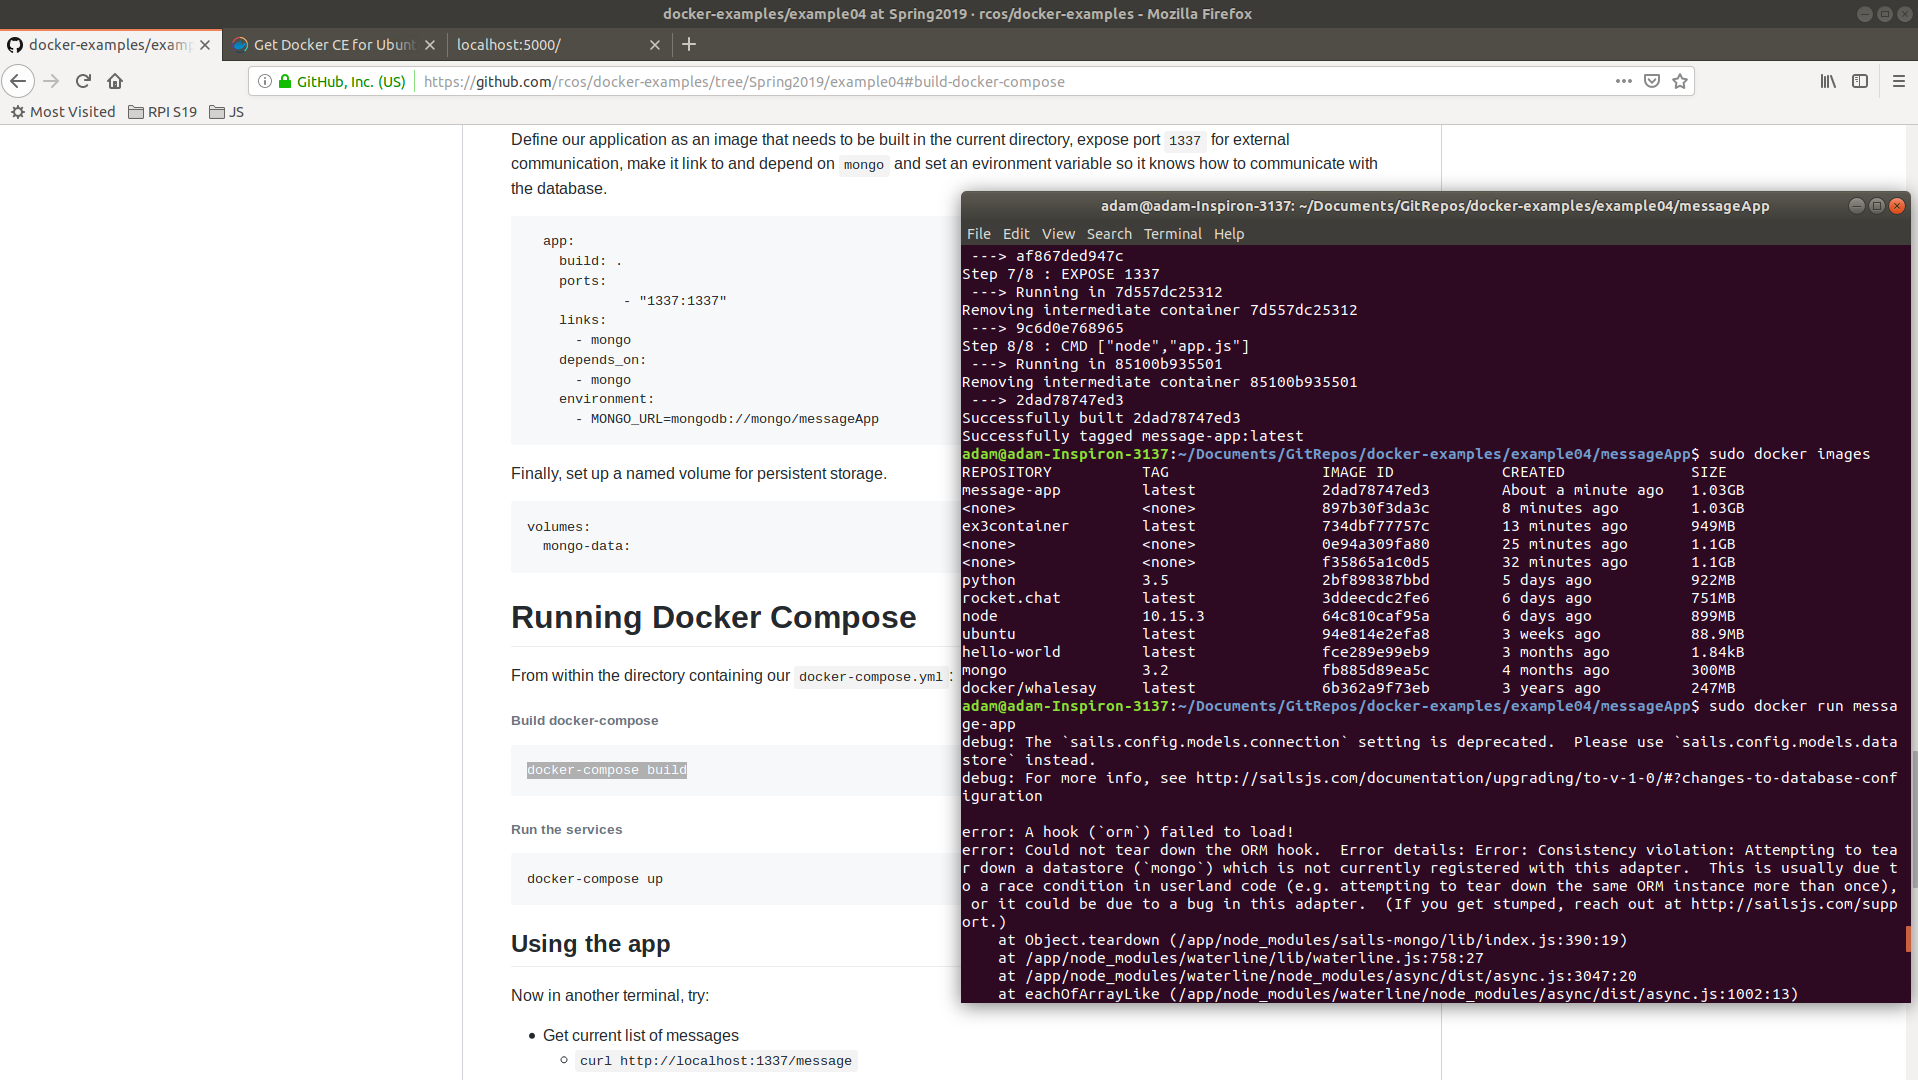 docker-examples/example04 at Spring2019 · rcos/docker-examples - Mozilla Firefox
docker-examples/examp
Get Docker CE for Ubunt
localhost:5000/
GitHub, Inc. (US)
https://github.com/rcos/docker-examples/tree/Spring2019/example04#build-docker-compose
Most Visited
RPI S19
JS
Define our application as an image that needs to be built in the current directory, expose port 1337 for external
communication, make it link to and depend on mongo and set an evironment variable so it knows how to communicate with
the database.
app:
build: .
ports:
- "1337:1337"
links:
- mongo
depends_on:
- mongo
environment:
- MONGO_URL=mongodb://mongo/messageApp
Finally, set up a named volume for persistent storage.
volumes:
mongo-data:
Running Docker Compose
From within the directory containing our docker-compose.yml :
Build docker-compose
docker-compose build
Run the services
docker-compose up
Using the app
Now in another terminal, try:
Get current list of messages
curl http://localhost:1337/message
adam@adam-Inspiron-3137: ~/Documents/GitRepos/docker-examples/example04/messageApp
File Edit View Search Terminal Help
---> af867ded947c
Step 7/8 : EXPOSE 1337
---> Running in 7d557dc25312
Removing intermediate container 7d557dc25312
---> 9c6d0e768965
Step 8/8 : CMD ["node","app.js"]
---> Running in 85100b935501
Removing intermediate container 85100b935501
---> 2dad78747ed3
Successfully built 2dad78747ed3
Successfully tagged message-app:latest
adam@adam-Inspiron-3137:~/Documents/GitRepos/docker-examples/example04/messageApp$ sudo docker images
REPOSITORY TAG IMAGE ID CREATED SIZE
message-app latest 2dad78747ed3 About a minute ago 1.03GB
<none> <none> 897b30f3da3c 8 minutes ago 1.03GB
ex3container latest 734dbf77757c 13 minutes ago 949MB
<none> <none> 0e94a309fa80 25 minutes ago 1.1GB
<none> <none> f35865a1c0d5 32 minutes ago 1.1GB
python 3.5 2bf898387bbd 5 days ago 922MB
rocket.chat latest 3ddeecdc2fe6 6 days ago 751MB
node 10.15.3 64c810caf95a 6 days ago 899MB
ubuntu latest 94e814e2efa8 3 weeks ago 88.9MB
hello-world latest fce289e99eb9 3 months ago 1.84kB
mongo 3.2 fb885d89ea5c 4 months ago 300MB
docker/whalesay latest 6b362a9f73eb 3 years ago 247MB
adam@adam-Inspiron-3137:~/Documents/GitRepos/docker-examples/example04/messageApp$ sudo docker run messa
ge-app
debug: The `sails.config.models.connection` setting is deprecated.  Please use `sails.config.models.data
store` instead.
debug: For more info, see http://sailsjs.com/documentation/upgrading/to-v-1-0/#?changes-to-database-conf
iguration
error: A hook (`orm`) failed to load!
error: Could not tear down the ORM hook.  Error details: Error: Consistency violation: Attempting to tea
r down a datastore (`mongo`) which is not currently registered with this adapter.  This is usually due t
o a race condition in userland code (e.g. attempting to tear down the same ORM instance more than once),
or it could be due to a bug in this adapter.  (If you get stumped, reach out at http://sailsjs.com/supp
ort.)
at Object.teardown (/app/node_modules/sails-mongo/lib/index.js:390:19)
at /app/node_modules/waterline/lib/waterline.js:758:27
at /app/node_modules/waterline/node_modules/async/dist/async.js:3047:20
at eachOfArrayLike (/app/node_modules/waterline/node_modules/async/dist/async.js:1002:13)